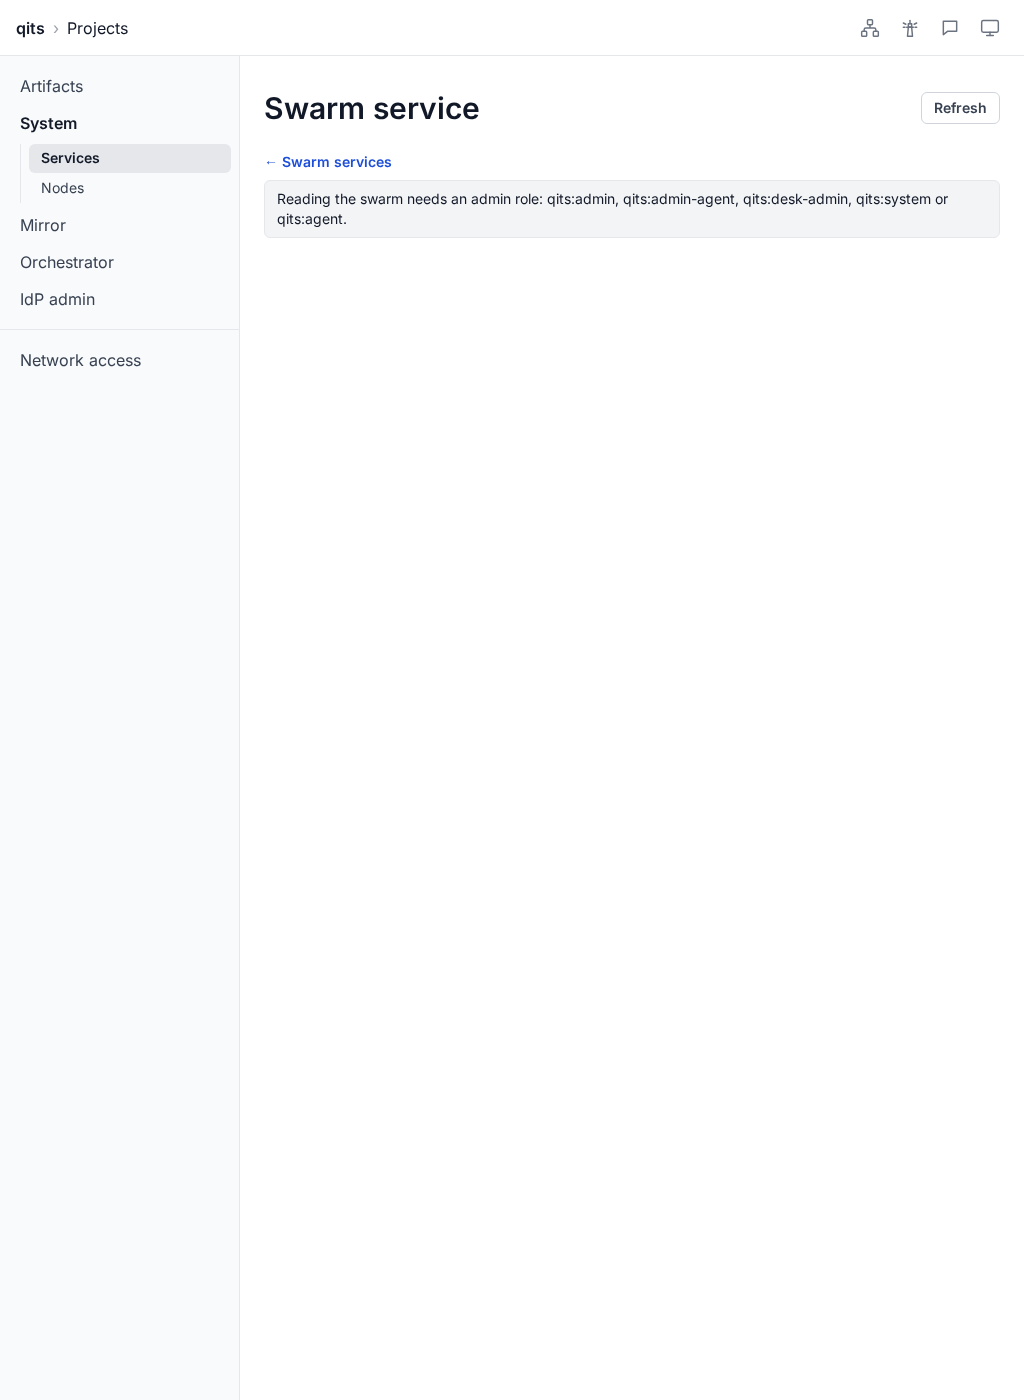 qits › Projects
Artifacts
System
Services
Nodes
Mirror
Orchestrator
IdP admin
Network access
Swarm service
Refresh
← Swarm services
Reading the swarm needs an admin role: qits:admin, qits:admin-agent, qits:desk-admin, qits:system or
qits:agent.